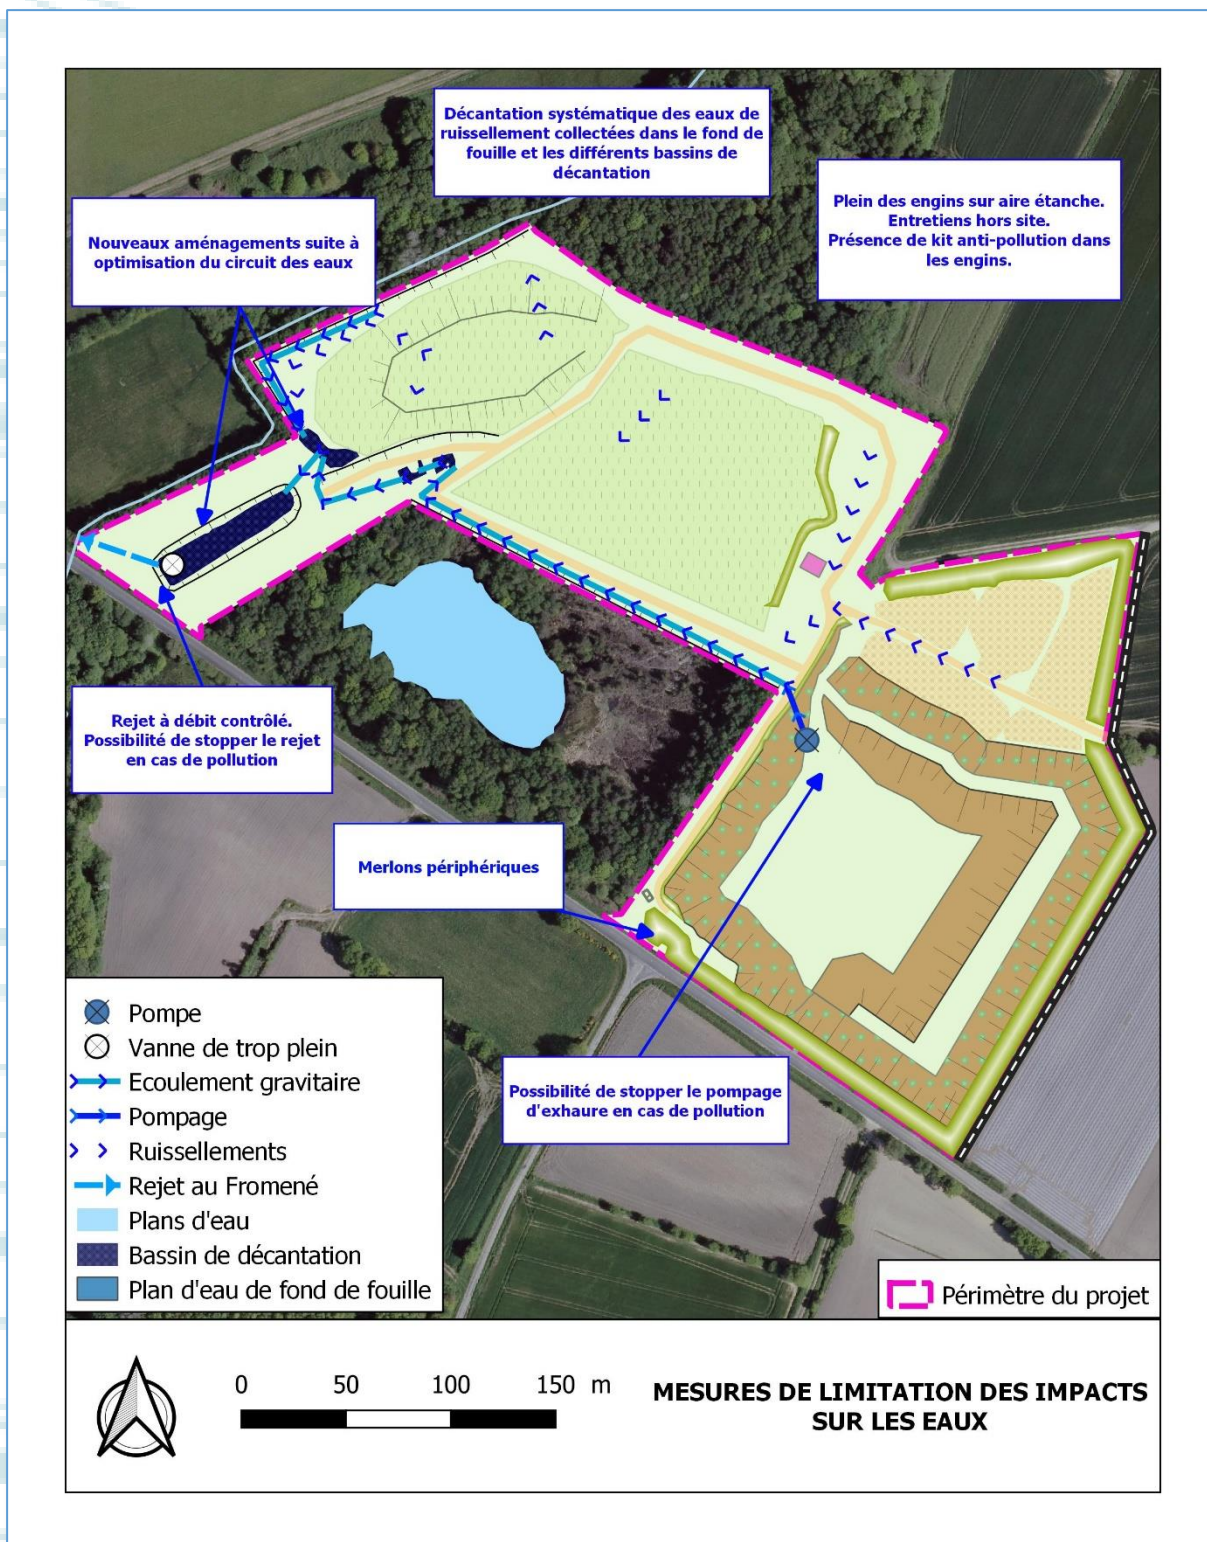 Décantation systématique des eaux de
ruissellement collectées dans le fond de
fouille et les différents bassins de
décantation
Plein des engins sur aire étanche.
Entretiens hors site.
Présence de kit anti-pollution dans
les engins.
Nouveaux aménagements suite à
optimisation du circuit des eaux
Rejet à débit contrôlé.
Possibilité de stopper le rejet
en cas de pollution
Merlons périphériques
Possibilité de stopper le pompage
d'exhaure en cas de pollution
Pompe
Vanne de trop plein
Ecoulement gravitaire
Pompage
Ruissellements
Rejet au Fromené
Plans d'eau
Bassin de décantation
Plan d'eau de fond de fouille
Périmètre du projet
0 50 100 150 m
MESURES DE LIMITATION DES IMPACTS
SUR LES EAUX